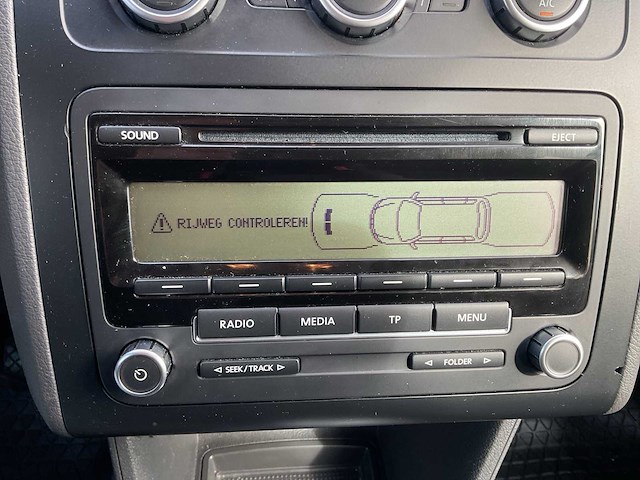 A/C
SOUND
EJECT
RIJWEG CONTROLEREN!
RADIO MEDIA TP MENU
SEEK/TRACK FOLDER